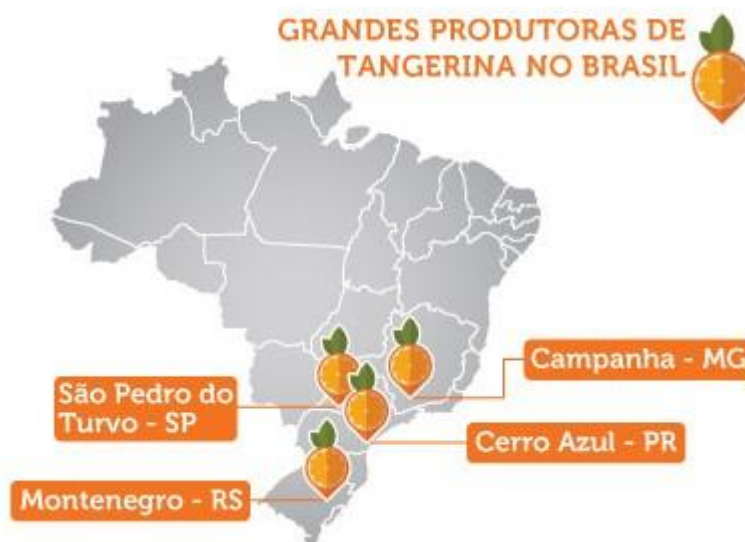 GRANDES PRODUTORAS DE
TANGERINA NO BRASIL
Campanha - MG
São Pedro do
Turvo - SP
Cerro Azul - PR
Montenegro - RS